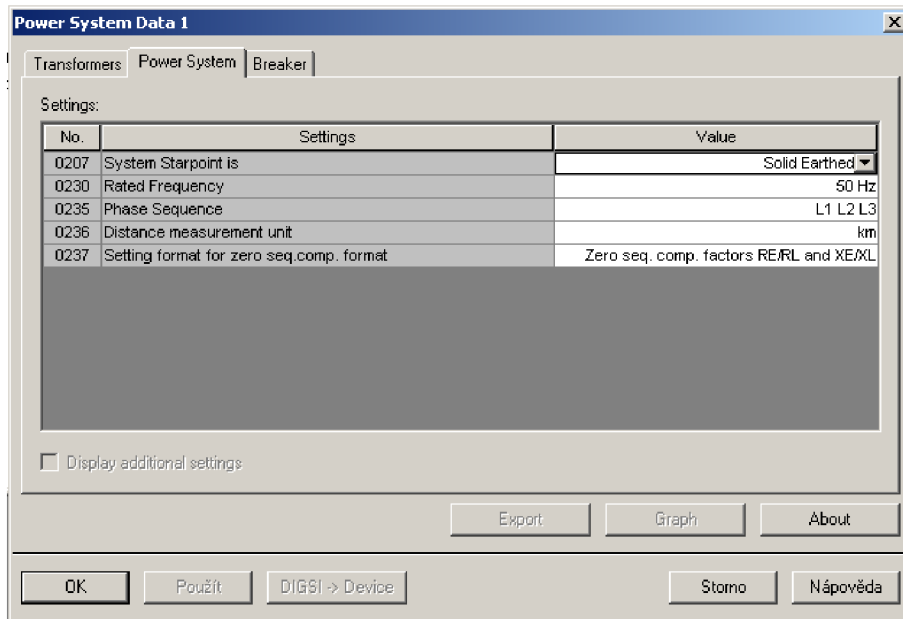 Power System Data 1
Transformers Power System Breaker
Settings:
No. Settings Value
0207 System Starpoint is Solid Earthed
0230 Rated Frequency 50 Hz
0235 Phase Sequence L1 L2 L3
0236 Distance measurement unit km
0237 Setting format for zero seq.comp. format Zero seq. comp. factors RE/RL and XE/XL
Display additional settings
Export Graph About
OK Použít DIGSI -> Device Storno Nápověda